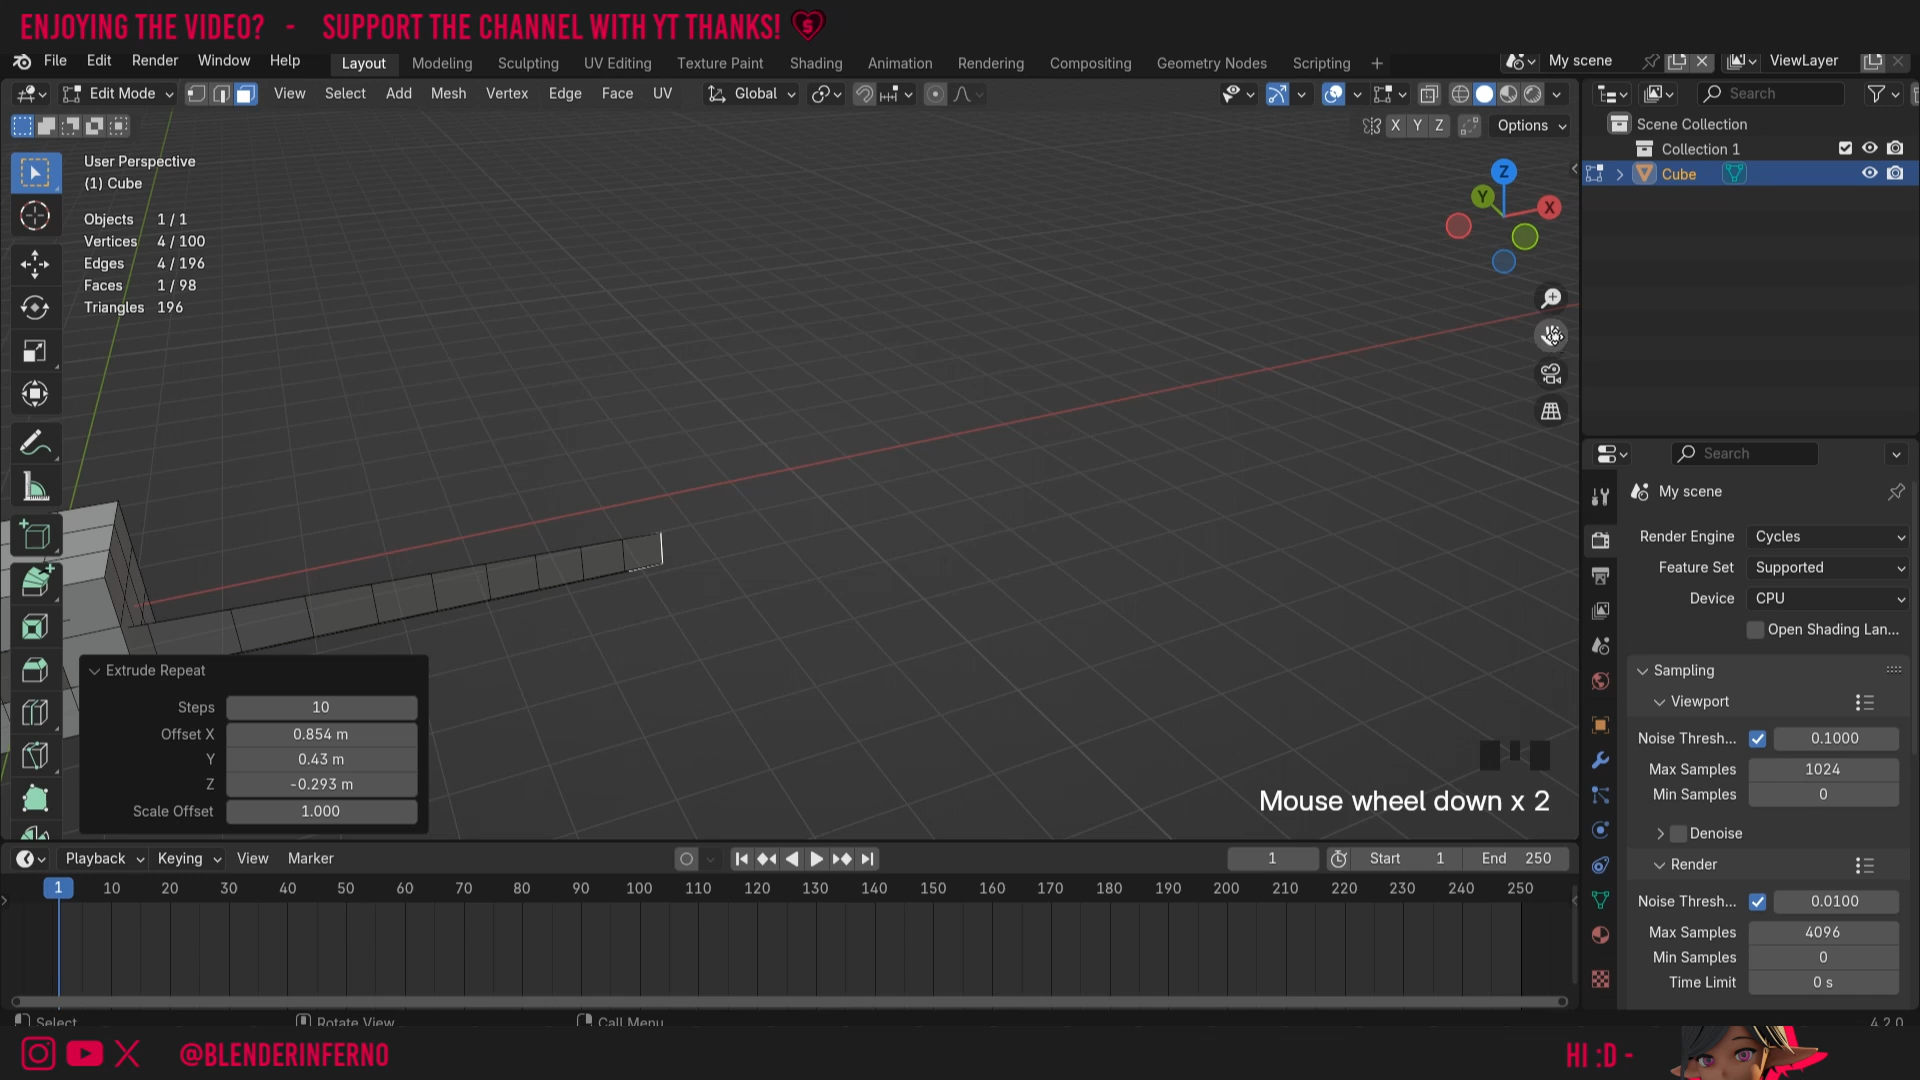 ENJOYING THE VIDEO? - SUPPORT THE CHANNEL WITH YT THANKS!
File Edit Render Window Help Layout Modeling Sculpting UV Editing Texture Paint Shading Animation Rendering Compositing Geometry Nodes Scripting + My scene ViewLayer
Edit Mode View Select Add Mesh Vertex Edge Face UV Global Search
X Y Z Options
User Perspective
(1) Cube
Objects 1 / 1
Vertices 4 / 100
Edges 4 / 196
Faces 1 / 98
Triangles 196
Z
Y
X
Scene Collection
Collection 1
Cube
Search
My scene
Render Engine Cycles
Feature Set Supported
Device CPU
Open Shading Lan...
Sampling
Viewport
Noise Thresh... 0.1000
Max Samples 1024
Min Samples 0
Denoise
Render
Noise Thresh... 0.0100
Max Samples 4096
Min Samples 0
Time Limit 0 s
Extrude Repeat
Steps 10
Offset X 0.854 m
Y 0.43 m
Z -0.293 m
Scale Offset 1.000
Mouse wheel down x 2
Playback Keying View Marker 1 Start 1 End 250
1 10 20 30 40 50 60 70 80 90 100 110 120 130 140 150 160 170 180 190 200 210 220 230 240 250
Select Rotate View Call Menu 4.2.0
@BLENDERINFERNO
HI :D -